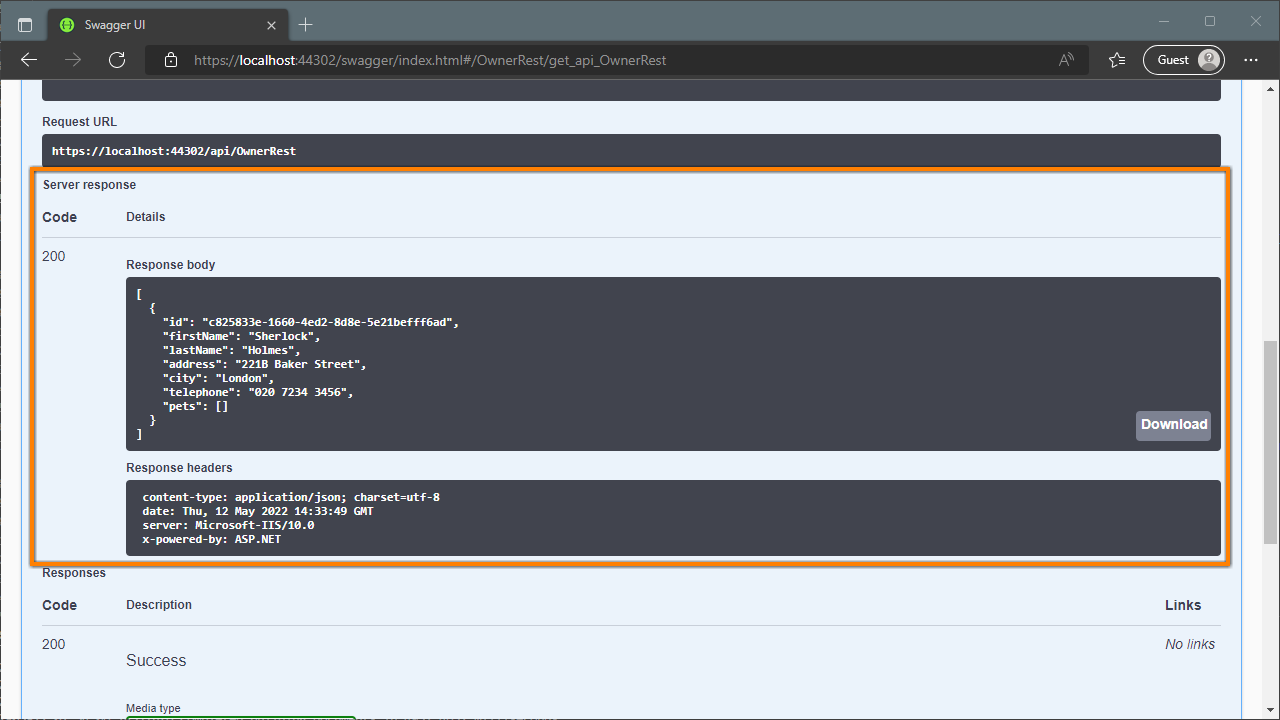 Swagger UI
https://localhost:44302/swagger/index.html#/OwnerRest/get_api_OwnerRest
Guest
Request URL
https://localhost:44302/api/OwnerRest
Server response
Code Details
200
Response body
[
{
"id": "c825833e-1660-4ed2-8d8e-5e21befff6ad",
"firstName": "Sherlock",
"lastName": "Holmes",
"address": "221B Baker Street",
"city": "London",
"telephone": "020 7234 3456",
"pets": []
}
]
Download
Response headers
content-type: application/json; charset=utf-8
date: Thu, 12 May 2022 14:33:49 GMT
server: Microsoft-IIS/10.0
x-powered-by: ASP.NET
Responses
Code Description Links
200 No links
Success
Media type